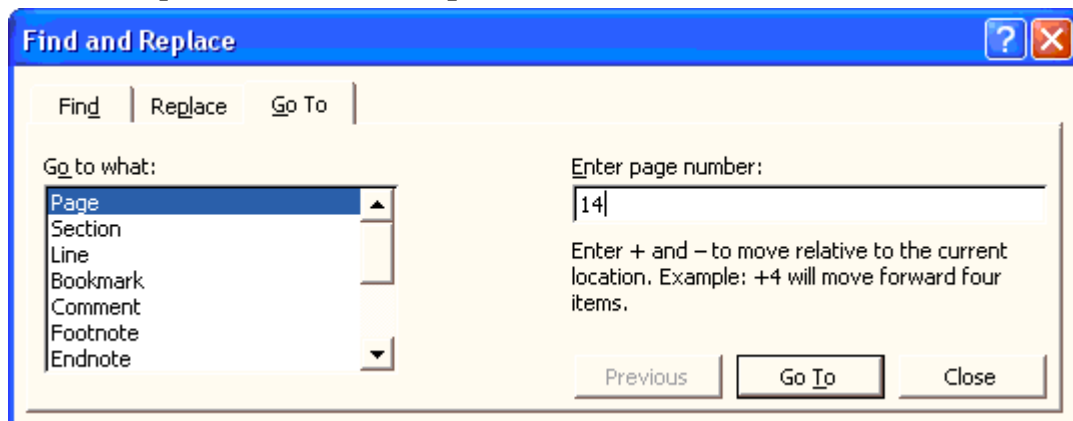 Find and Replace
Find Replace Go To
Go to what:
Page
Section
Line
Bookmark
Comment
Footnote
Endnote
Enter page number:
14
Enter + and – to move relative to the current
location. Example: +4 will move forward four
items.
Previous Go To Close